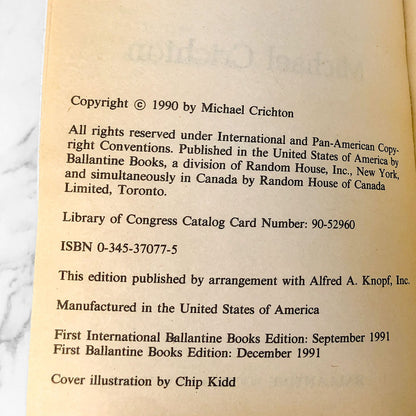 Michael Crichton
Copyright © 1990 by Michael Crichton
All rights reserved under International and Pan-American Copy-
right Conventions. Published in the United States of America by
Ballantine Books, a division of Random House, Inc., New York,
and simultaneously in Canada by Random House of Canada
Limited, Toronto.
Library of Congress Catalog Card Number: 90-52960
ISBN 0-345-37077-5
This edition published by arrangement with Alfred A. Knopf, Inc.
Manufactured in the United States of America
First International Ballantine Books Edition: September 1991
First Ballantine Books Edition: December 1991
Cover illustration by Chip Kidd